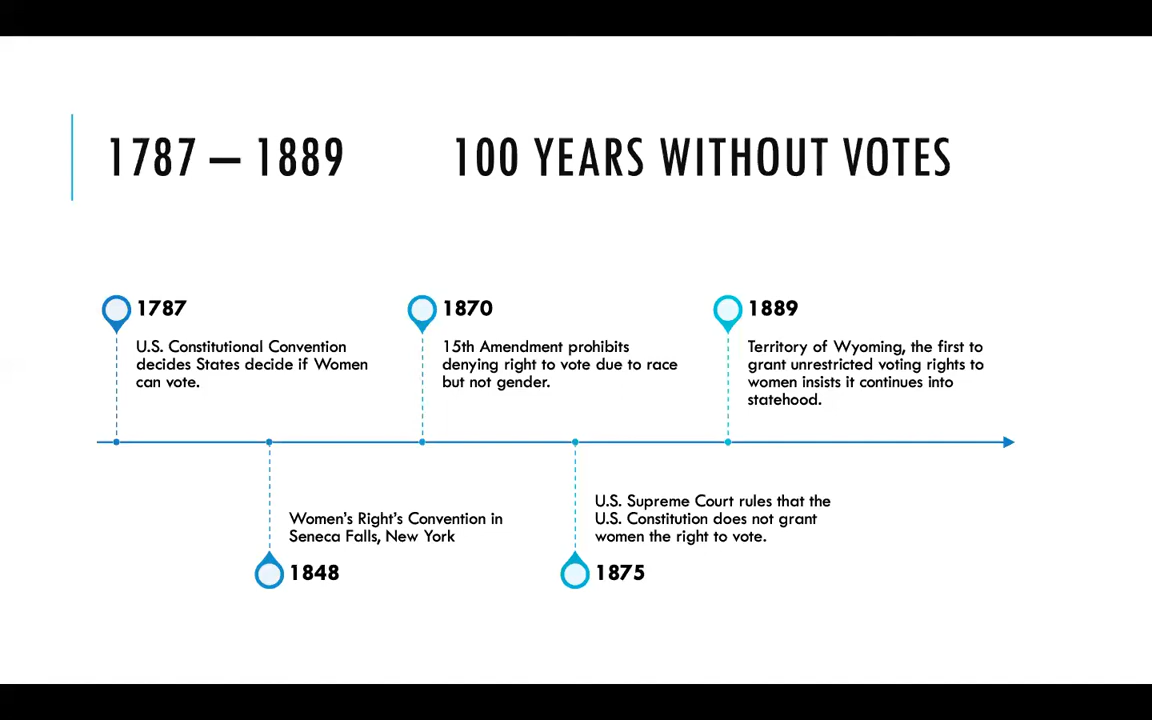 1787 – 1889 100 YEARS WITHOUT VOTES
1787
U.S. Constitutional Convention
decides States decide if Women
can vote.
1870
15th Amendment prohibits
denying right to vote due to race
but not gender.
1889
Territory of Wyoming, the first to
grant unrestricted voting rights to
women insists it continues into
statehood.
Women's Right's Convention in
Seneca Falls, New York
1848
U.S. Supreme Court rules that the
U.S. Constitution does not grant
women the right to vote.
1875